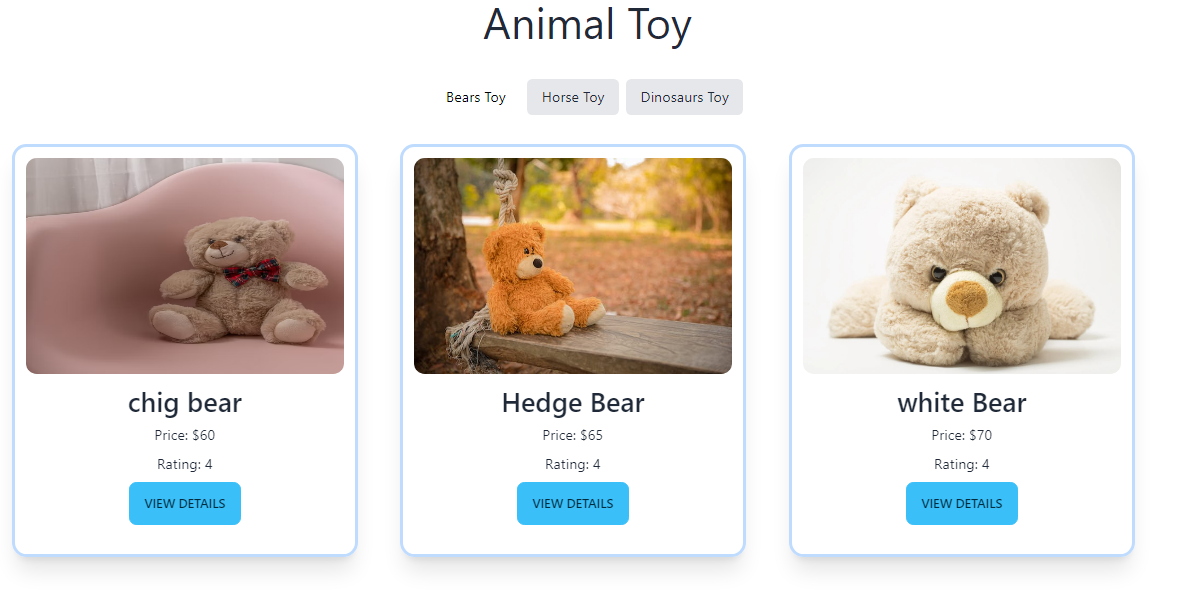 Animal Toy
Bears Toy Horse Toy Dinosaurs Toy
chig bear
Price: $60
Rating: 4
VIEW DETAILS
Hedge Bear
Price: $65
Rating: 4
VIEW DETAILS
white Bear
Price: $70
Rating: 4
VIEW DETAILS